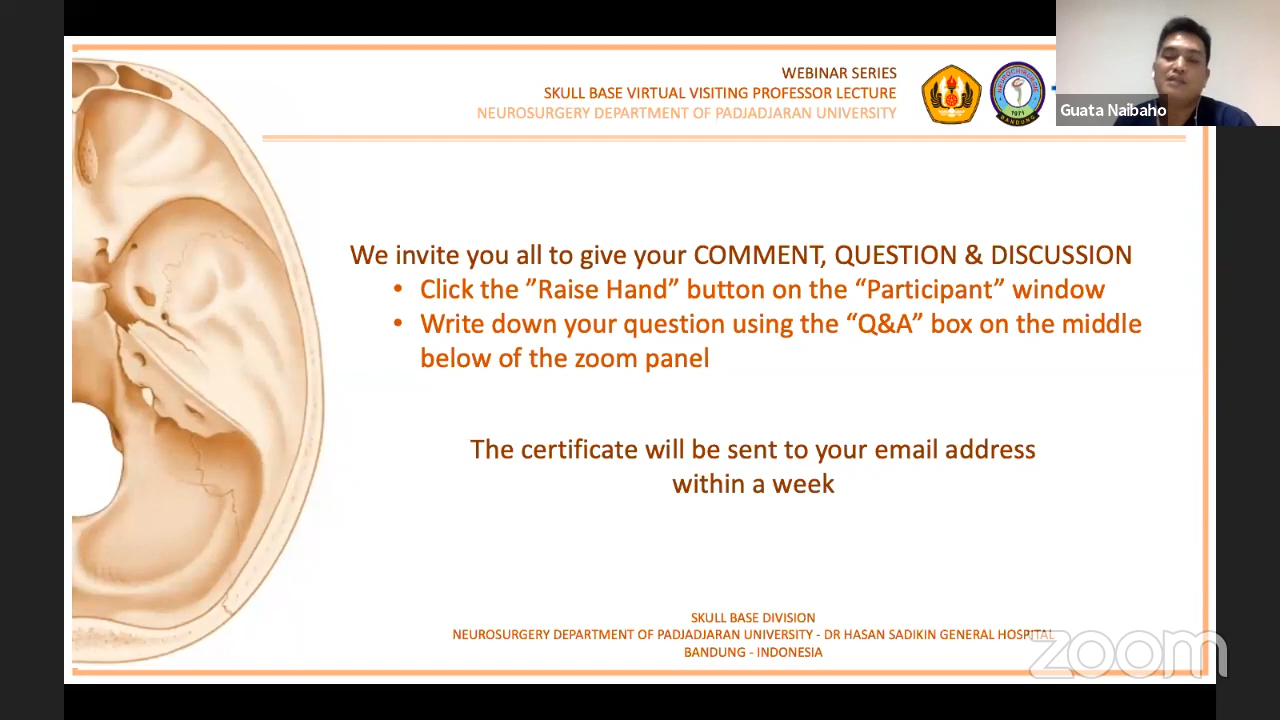 WEBINAR SERIES
SKULL BASE VIRTUAL VISITING PROFESSOR LECTURE
NEUROSURGERY DEPARTMENT OF PADJADJARAN UNIVERSITY
1971
BANDUNG
Guata Naibaho
We invite you all to give your COMMENT, QUESTION & DISCUSSION
• Click the ”Raise Hand” button on the “Participant” window
• Write down your question using the “Q&A” box on the middle
below of the zoom panel
The certificate will be sent to your email address
within a week
SKULL BASE DIVISION
NEUROSURGERY DEPARTMENT OF PADJADJARAN UNIVERSITY - DR HASAN SADIKIN GENERAL HOSPITAL
BANDUNG - INDONESIA
zoom